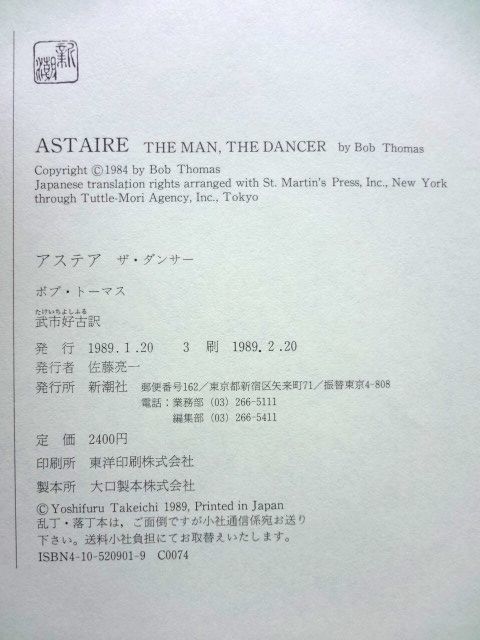 新潮
ASTAIRE THE MAN, THE DANCER by Bob Thomas
Copyright ©1984 by Bob Thomas
Japanese translation rights arranged with St. Martin's Press, Inc., New York
through Tuttle-Mori Agency, Inc., Tokyo
アステア ザ・ダンサー
ボブ・トーマス
たけいちよしふる
武市好古訳
発行 1989.1.20 3刷 1989.2.20
発行者 佐藤亮一
発行所 新潮社 郵便番号162/東京都新宿区矢来町71/振替東京4-808
電話:業務部 (03) 266-5111
編集部 (03) 266-5411
定価 2400円
印刷所 東洋印刷株式会社
製本所 大口製本株式会社
© Yoshifuru Takeichi 1989, Printed in Japan
乱丁・落丁本は,ご面倒ですが小社通信係宛お送り
下さい。送料小社負担にてお取替えいたします。
ISBN4-10-520901-9 C0074